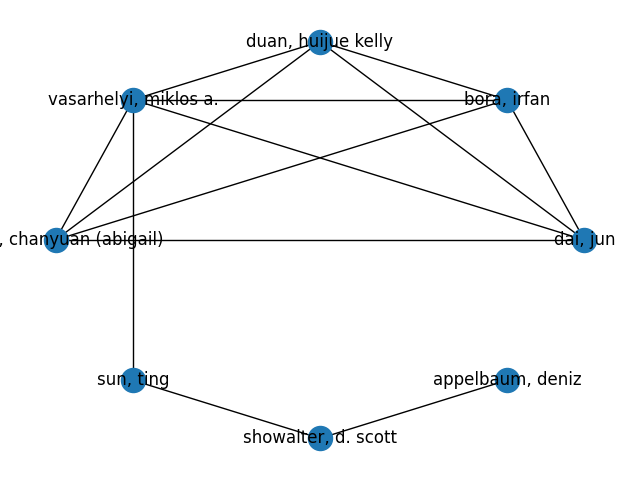 duan, huijue kelly
vasarhelyi, miklos a.
bora, irfan
, chanyuan (abigail)
dai, jun
sun, ting
appelbaum, deniz
showalter, d. scott